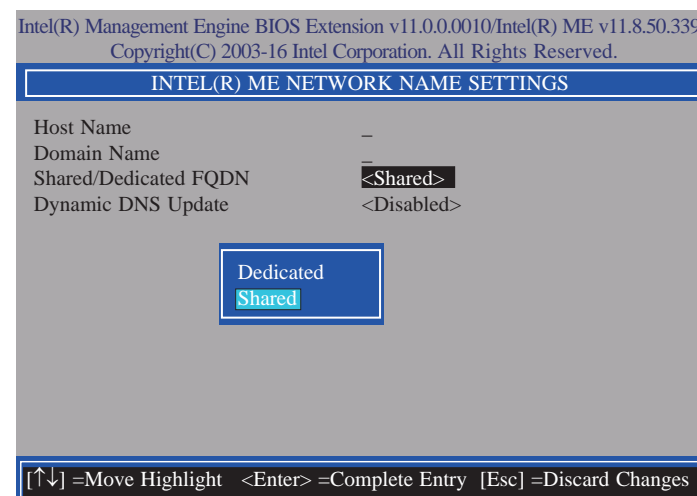 Intel(R) Management Engine BIOS Extension v11.0.0.0010/Intel(R) ME v11.8.50.339
Copyright(C) 2003-16 Intel Corporation. All Rights Reserved.
INTEL(R) ME NETWORK NAME SETTINGS
Host Name _
Domain Name _
Shared/Dedicated FQDN <Shared>
Dynamic DNS Update <Disabled>
Dedicated
Shared
[↑↓] =Move Highlight <Enter> =Complete Entry [Esc] =Discard Changes